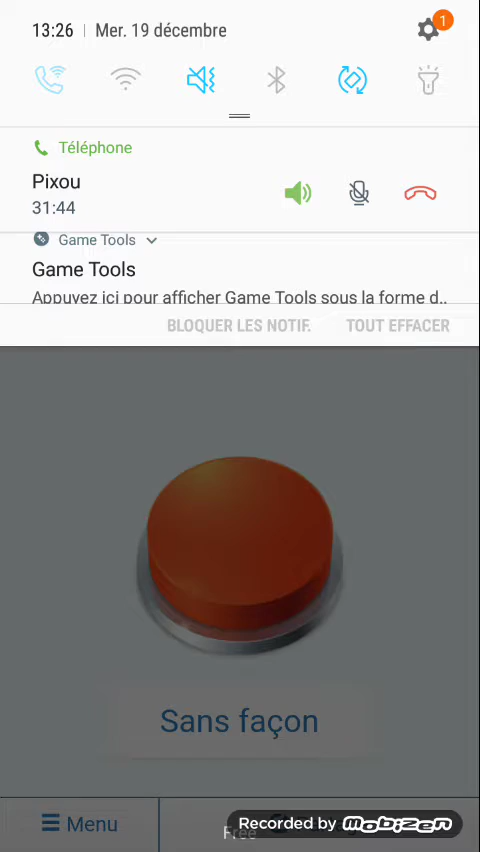 13:26 | Mer. 19 décembre
1
Téléphone
Pixou
31:44
Game Tools
Game Tools
Appuyez ici pour afficher Game Tools sous la forme d..
BLOQUER LES NOTIF. TOUT EFFACER
Sans façon
Menu
Free
Recorded by Mobizen